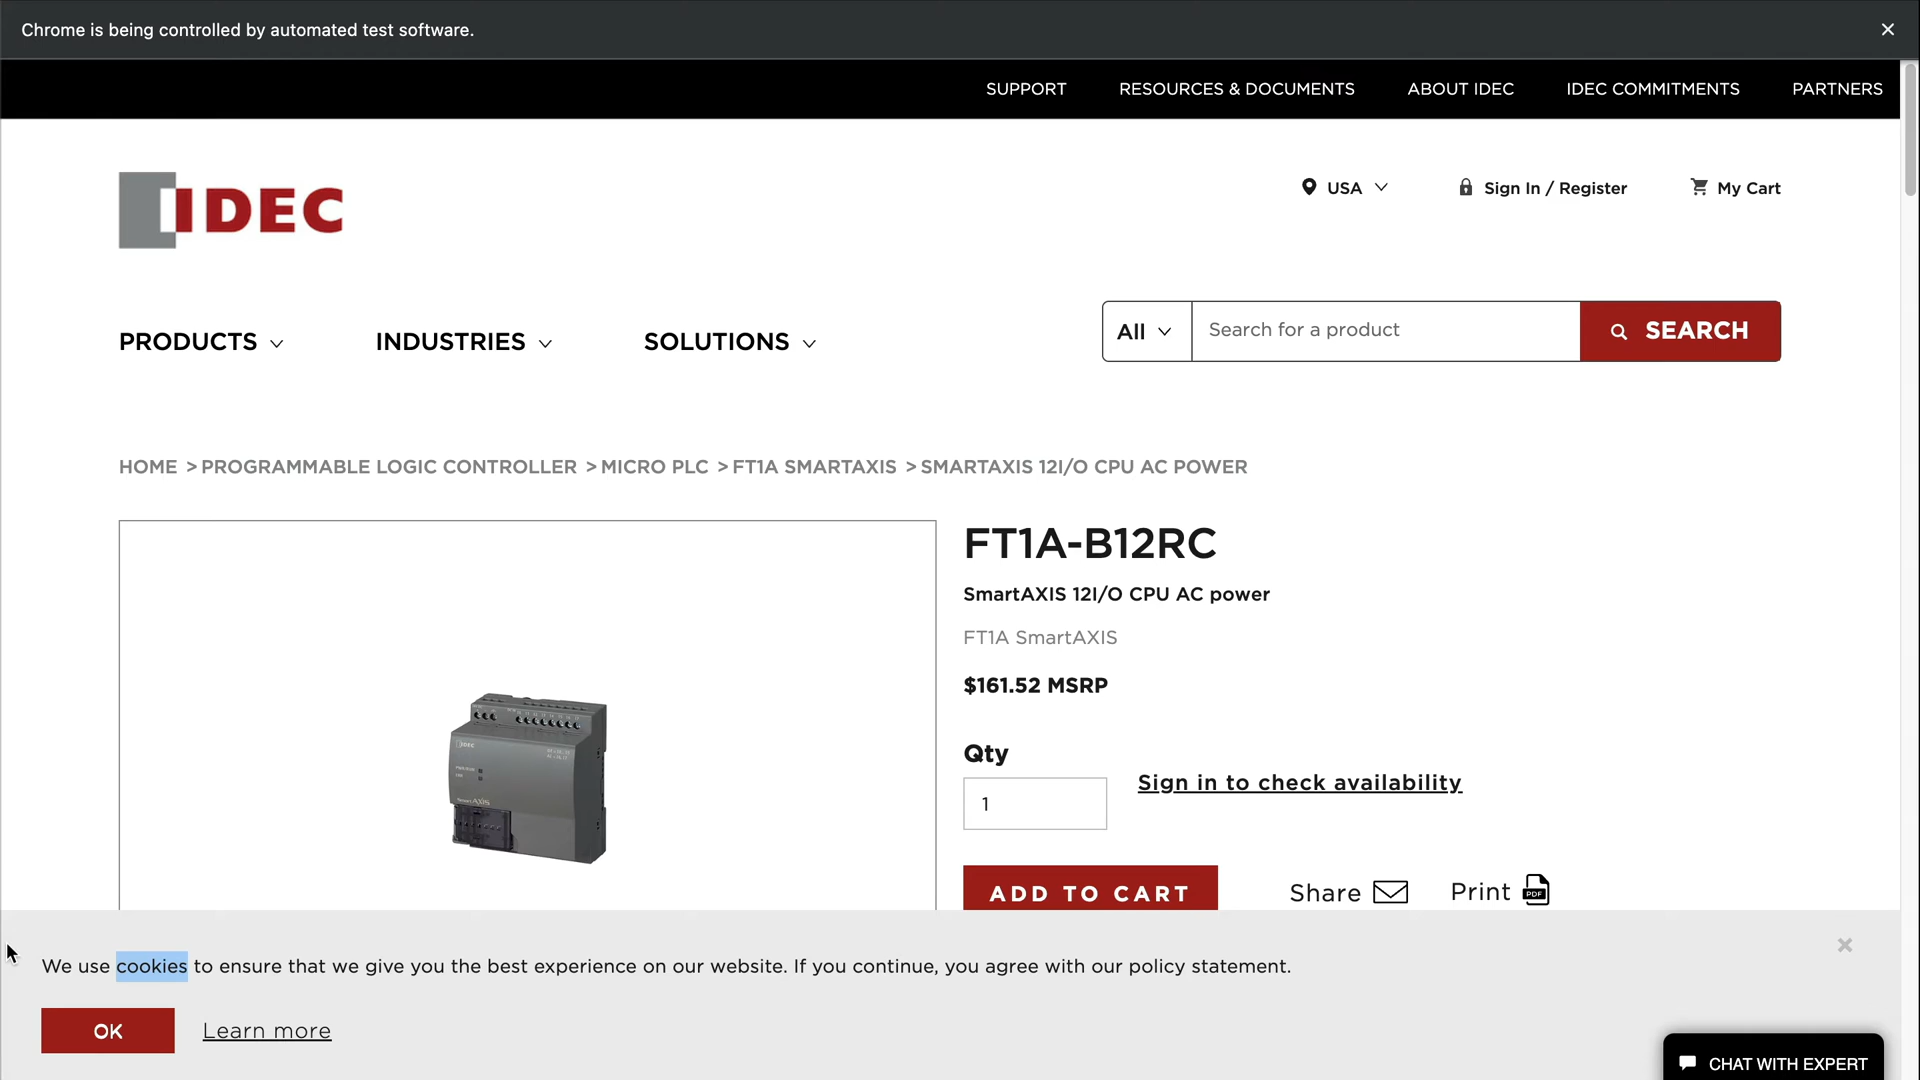 Chrome is being controlled by automated test software.
SUPPORT RESOURCES & DOCUMENTS ABOUT IDEC IDEC COMMITMENTS PARTNERS
IDEC
USA Sign In / Register My Cart
PRODUCTS INDUSTRIES SOLUTIONS
All Search for a product SEARCH
HOME > PROGRAMMABLE LOGIC CONTROLLER > MICRO PLC > FT1A SMARTAXIS > SMARTAXIS 12I/O CPU AC POWER
FT1A-B12RC
SmartAXIS 12I/O CPU AC power
FT1A SmartAXIS
$161.52 MSRP
Qty
1
Sign in to check availability
ADD TO CART
Share
Print PDF
IDEC
SmartAXIS
We use cookies to ensure that we give you the best experience on our website. If you continue, you agree with our policy statement.
OK Learn more
CHAT WITH EXPERT